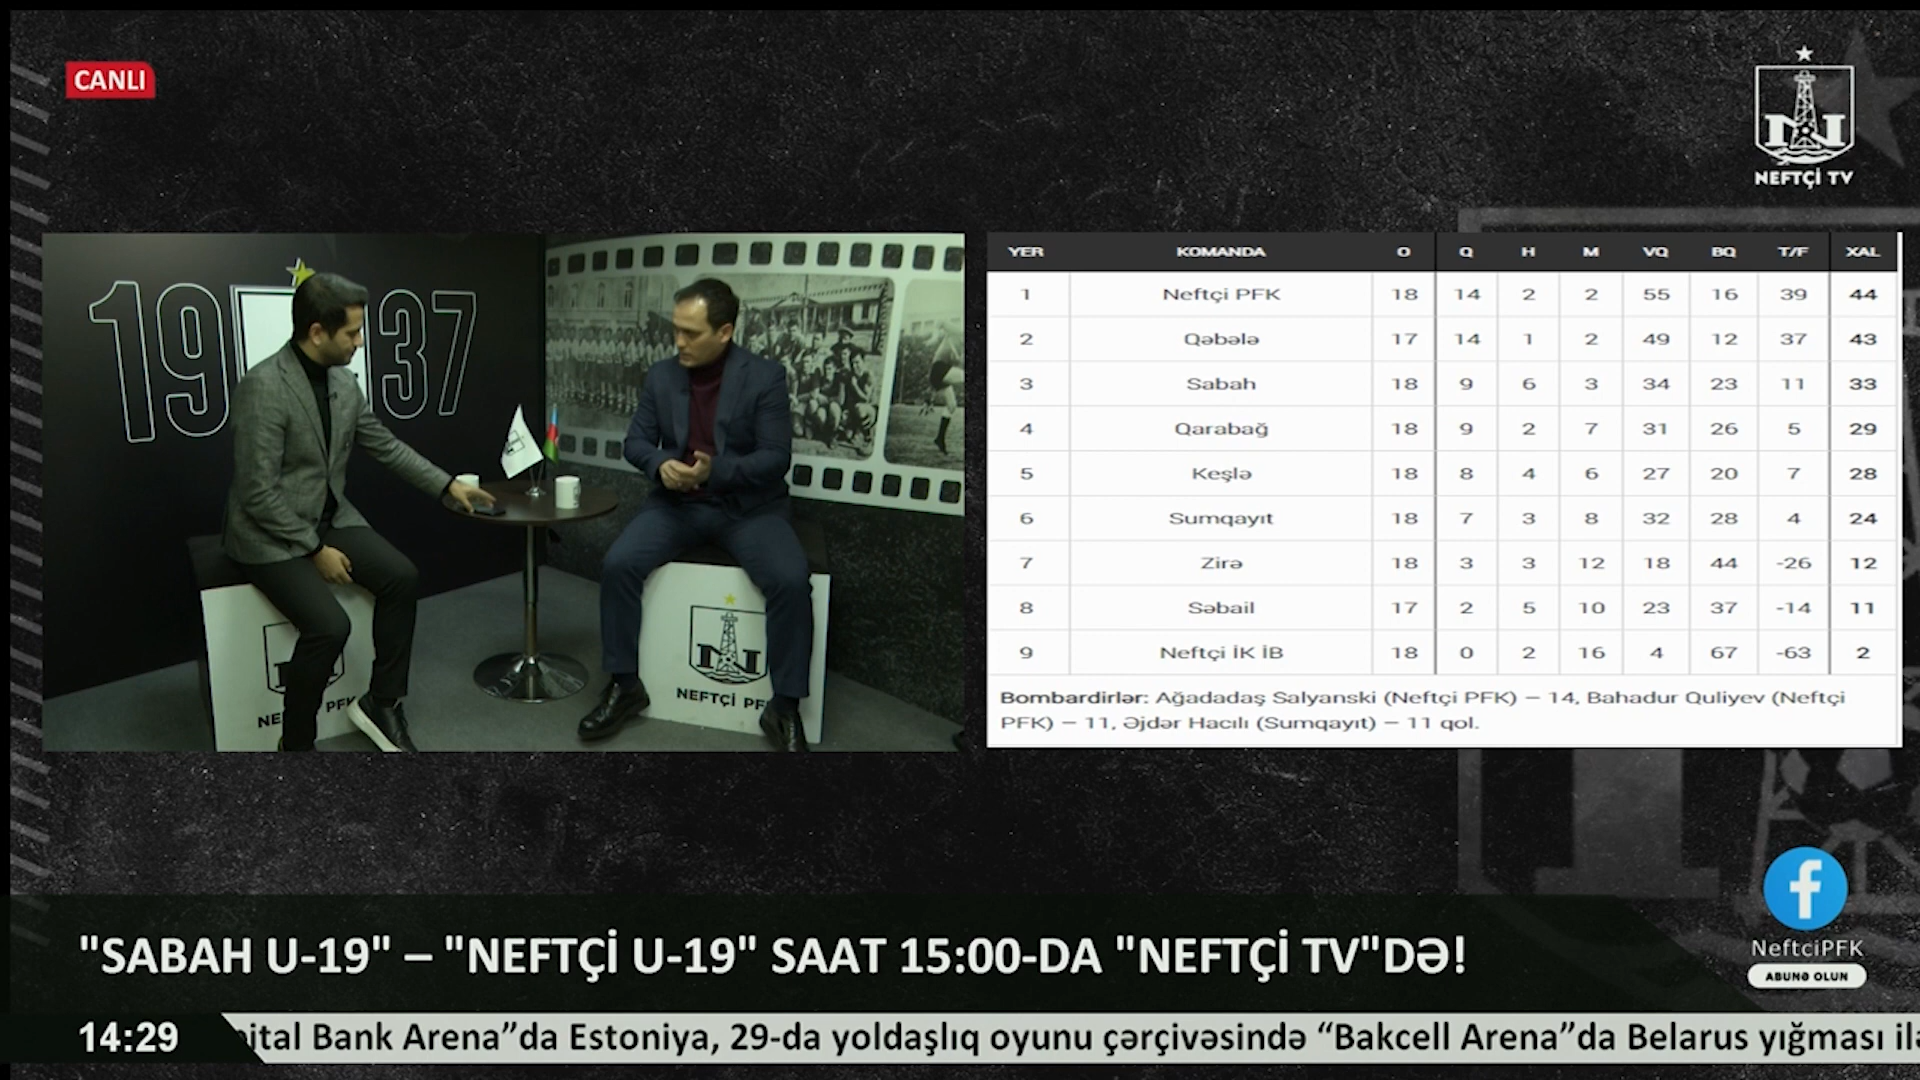 CANLI
NEFTÇİ TV
19 37
NEFTÇİ PF
YER KOMANDA O Q H M VQ BQ T/F XAL
1 Neftçi PFK 18 14 2 2 55 16 39 44
2 Qəbələ 17 14 1 2 49 12 37 43
3 Sabah 18 9 6 3 34 23 11 33
4 Qarabağ 18 9 2 7 31 26 5 29
5 Keşlə 18 8 4 6 27 20 7 28
6 Sumqayıt 18 7 3 8 32 28 4 24
7 Zirə 18 3 3 12 18 44 -26 12
8 Səbail 17 2 5 10 23 37 -14 11
9 Neftçi İK İB 18 0 2 16 4 67 -63 2
Bombardirlər: Ağadadaş Salyanski (Neftçi PFK) – 14, Bahadur Quliyev (Neftçi
PFK) – 11, Əjdər Hacılı (Sumqayıt) – 11 qol.
"SABAH U-19" – "NEFTÇİ U-19" SAAT 15:00-DA "NEFTÇİ TV"DƏ!
NeftciPFK
ABUNƏ OLUN
14:29
ital Bank Arena”da Estoniya, 29-da yoldaşlıq oyunu çərçivəsində “Bakcell Arena”da Belarus yığması